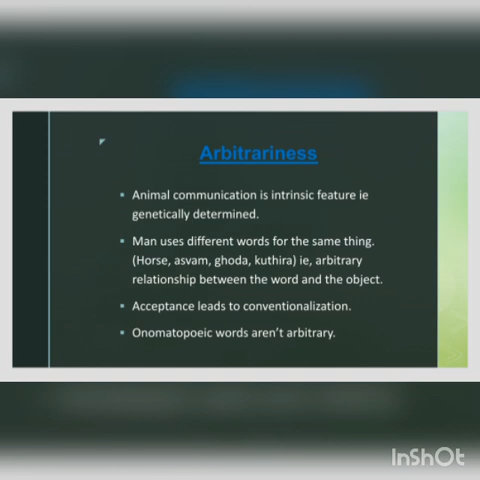 Arbitrariness
▪ Animal communication is intrinsic feature ie
genetically determined.
▪ Man uses different words for the same thing.
(Horse, asvam, ghoda, kuthira) ie, arbitrary
relationship between the word and the object.
▪ Acceptance leads to conventionalization.
▪ Onomatopoeic words aren't arbitrary.
InShOt